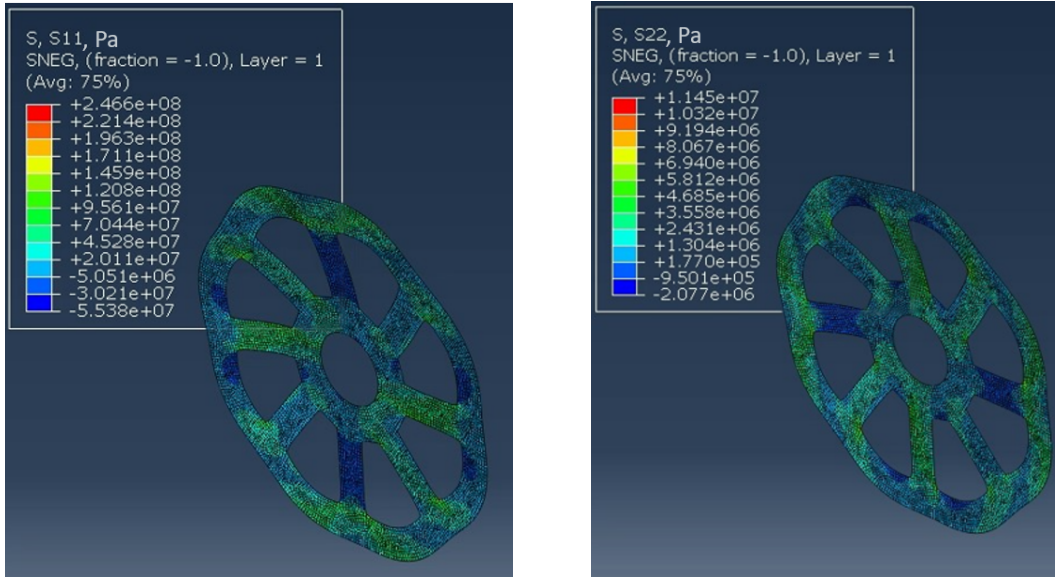 S, S11, Pa
SNEG, (fraction = -1.0), Layer = 1
(Avg: 75%)
+2.466e+08
+2.214e+08
+1.963e+08
+1.711e+08
+1.459e+08
+1.208e+08
+9.561e+07
+7.044e+07
+4.528e+07
+2.011e+07
-5.051e+06
-3.021e+07
-5.538e+07
S, S22, Pa
SNEG, (fraction = -1.0), Layer = 1
(Avg: 75%)
+1.145e+07
+1.032e+07
+9.194e+06
+8.067e+06
+6.940e+06
+5.812e+06
+4.685e+06
+3.558e+06
+2.431e+06
+1.304e+06
+1.770e+05
-9.501e+05
-2.077e+06